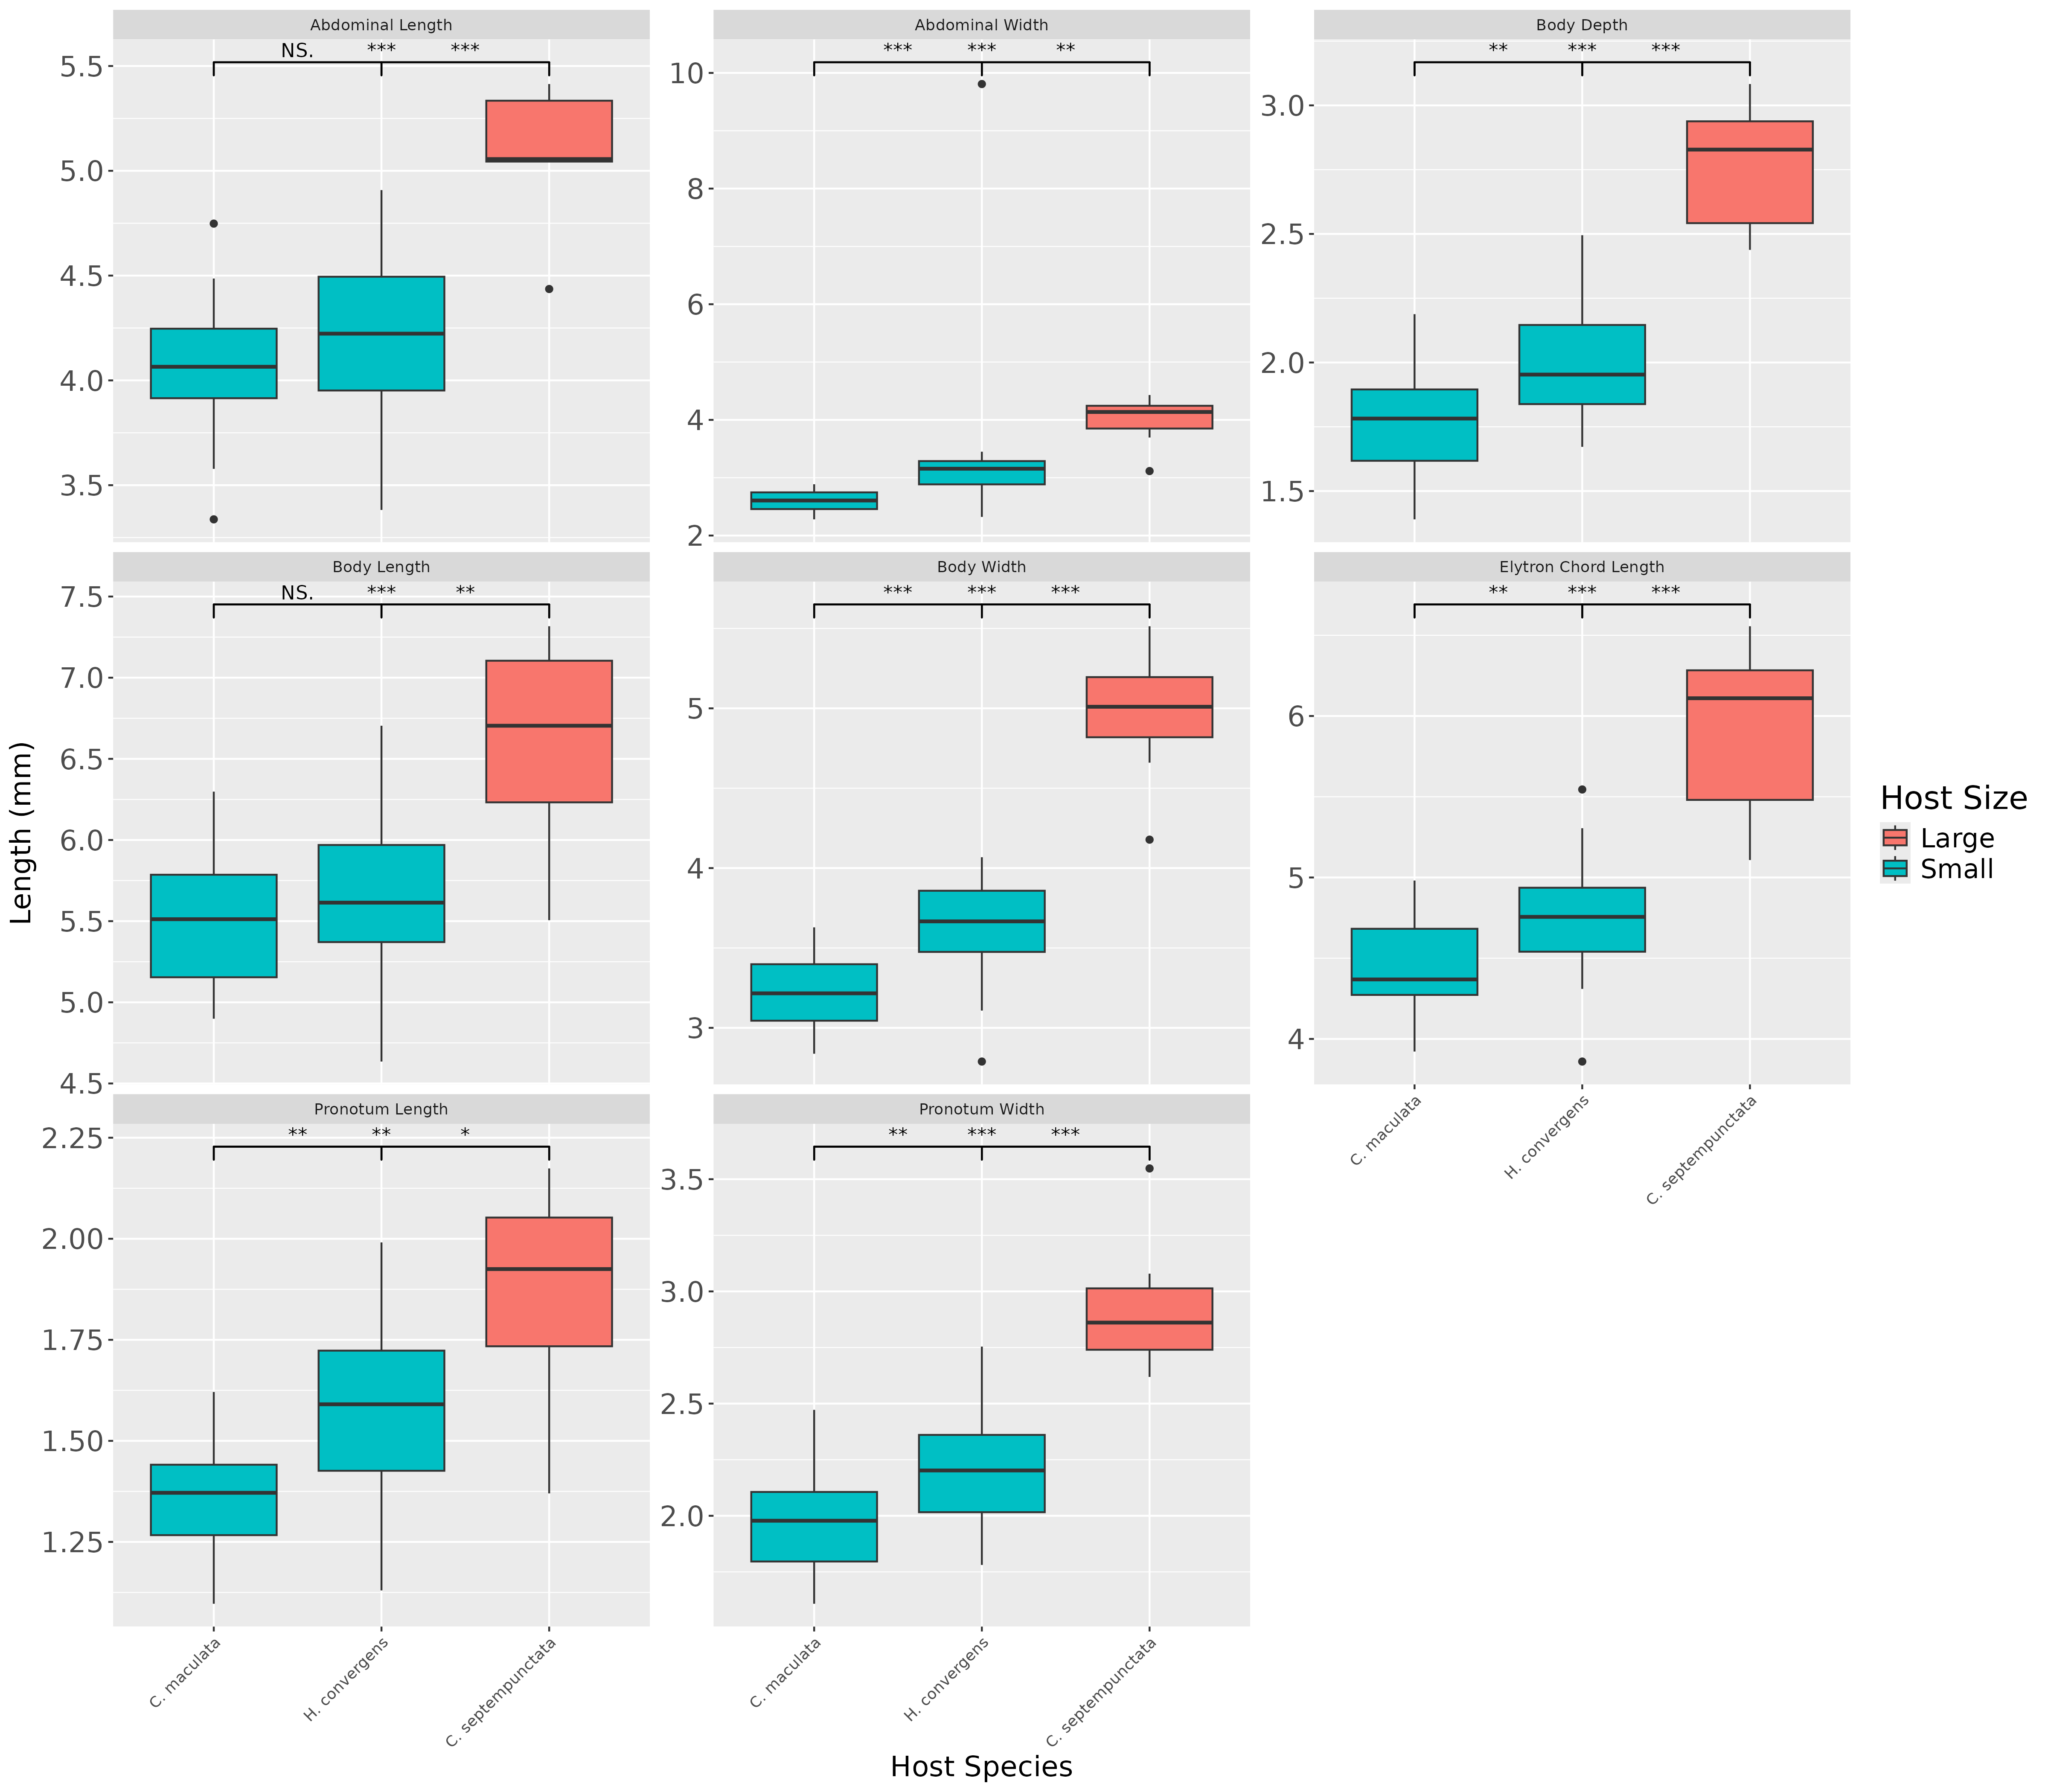 Abdominal Length
Abdominal Width
Body Depth
NS. *** ***
*** *** **
** *** ***
5.5
5.0
4.5
4.0
3.5
10
8
6
4
2
3.0
2.5
2.0
1.5
Body Length
Body Width
Elytron Chord Length
NS. *** **
*** *** ***
** *** ***
7.5
7.0
6.5
6.0
5.5
5.0
4.5
5
4
3
6
5
4
C. maculata
H. convergens
C. septempunctata
Length (mm)
Host Size
Large
Small
Pronotum Length
Pronotum Width
** ** *
** *** ***
2.25
2.00
1.75
1.50
1.25
3.5
3.0
2.5
2.0
C. maculata
H. convergens
C. septempunctata
C. maculata
H. convergens
C. septempunctata
Host Species